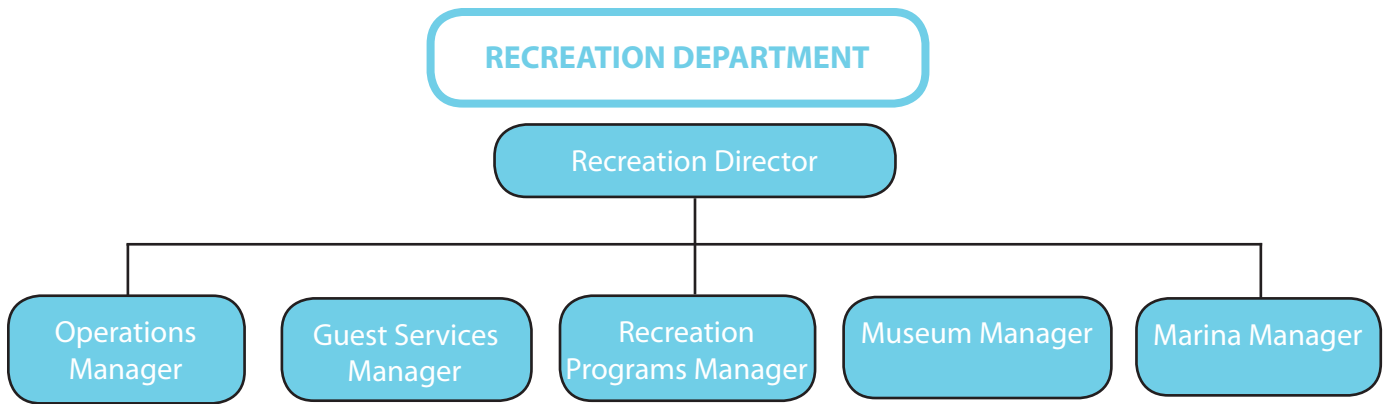 RECREATION DEPARTMENT
Recreation Director
Operations
Manager
Guest Services
Manager
Recreation
Programs Manager
Museum Manager
Marina Manager